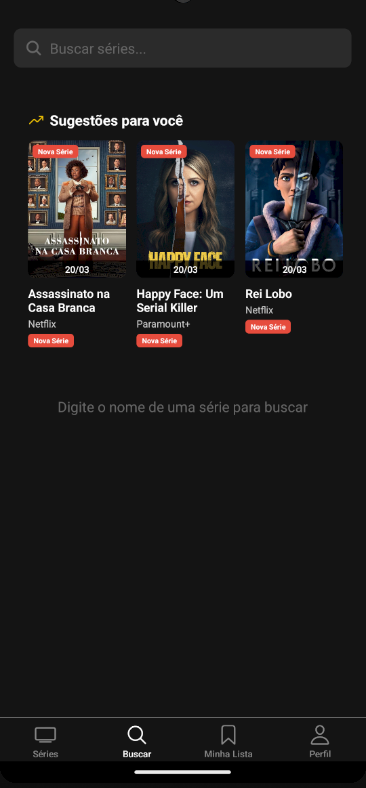 Buscar séries...
Sugestões para você
Nova Série
Nova Série
Nova Série
ASSASSINATO
NA CASA BRANCA
HAPPY FACE
REI LOBO
20/03
20/03
20/03
Assassinato na
Casa Branca
Netflix
Nova Série
Happy Face: Um
Serial Killer
Paramount+
Nova Série
Rei Lobo
Netflix
Nova Série
Digite o nome de uma série para buscar
Séries
Buscar
Minha Lista
Perfil